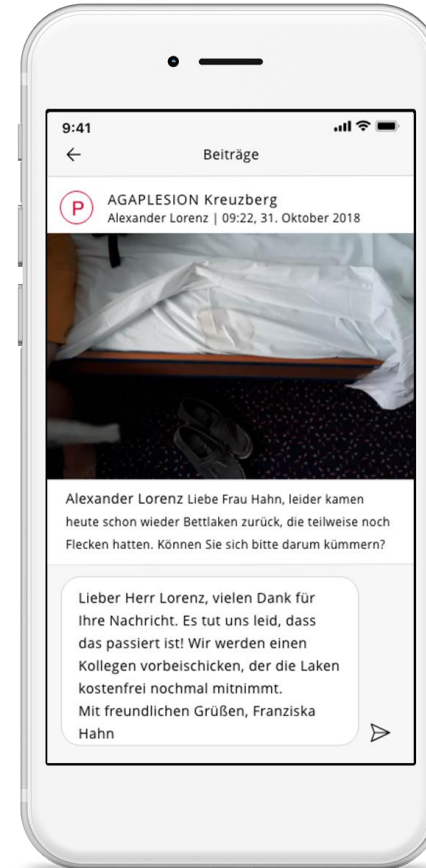 9:41
Beiträge
P
AGAPLESION Kreuzberg
Alexander Lorenz | 09:22, 31. Oktober 2018
Alexander Lorenz Liebe Frau Hahn, leider kamen
heute schon wieder Bettlaken zurück, die teilweise noch
Flecken hatten. Können Sie sich bitte darum kümmern?
Lieber Herr Lorenz, vielen Dank für
Ihre Nachricht. Es tut uns leid, dass
das passiert ist! Wir werden einen
Kollegen vorbeischicken, der die Laken
kostenfrei nochmal mitnimmt.
Mit freundlichen Grüßen, Franziska
Hahn